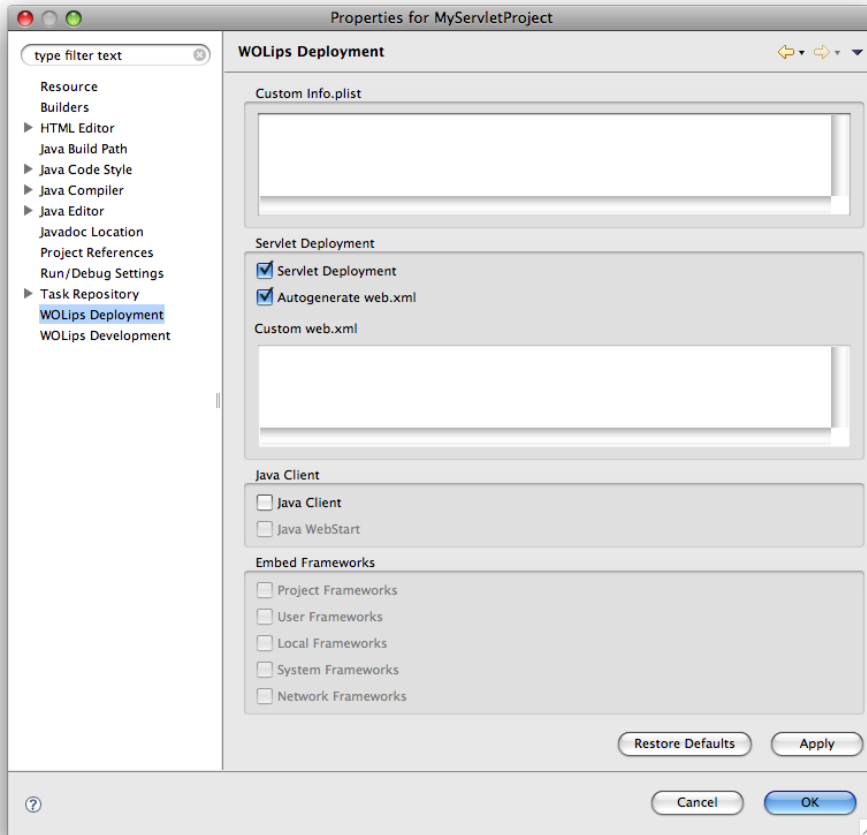 Properties for MyServletProject
type filter text
Resource
Builders
HTML Editor
Java Build Path
Java Code Style
Java Compiler
Java Editor
Javadoc Location
Project References
Run/Debug Settings
Task Repository
WOLips Deployment
WOLips Development
WOLips Deployment
Custom Info.plist
Servlet Deployment
Servlet Deployment
Autogenerate web.xml
Custom web.xml
Java Client
Java Client
Java WebStart
Embed Frameworks
Project Frameworks
User Frameworks
Local Frameworks
System Frameworks
Network Frameworks
Restore Defaults Apply
? Cancel OK